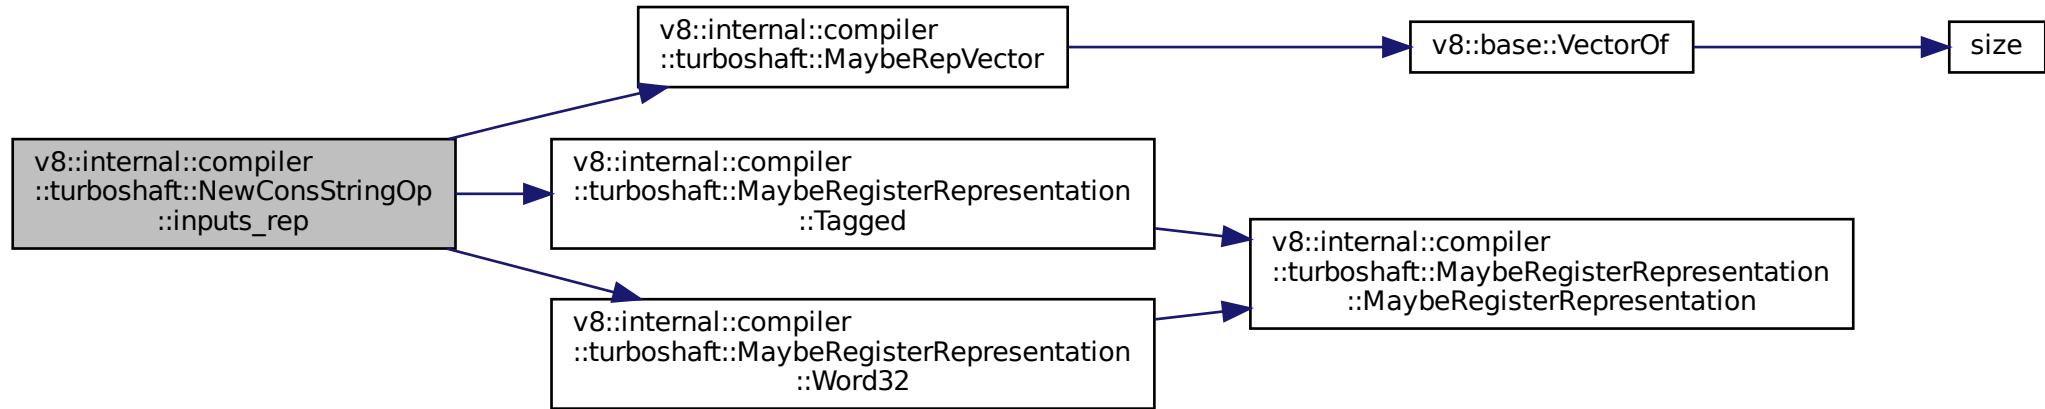 v8::internal::compiler
::turboshaft::NewConsStringOp
::inputs_rep
v8::internal::compiler
::turboshaft::MaybeRepVector
v8::base::VectorOf
size
v8::internal::compiler
::turboshaft::MaybeRegisterRepresentation
::Tagged
v8::internal::compiler
::turboshaft::MaybeRegisterRepresentation
::MaybeRegisterRepresentation
v8::internal::compiler
::turboshaft::MaybeRegisterRepresentation
::Word32